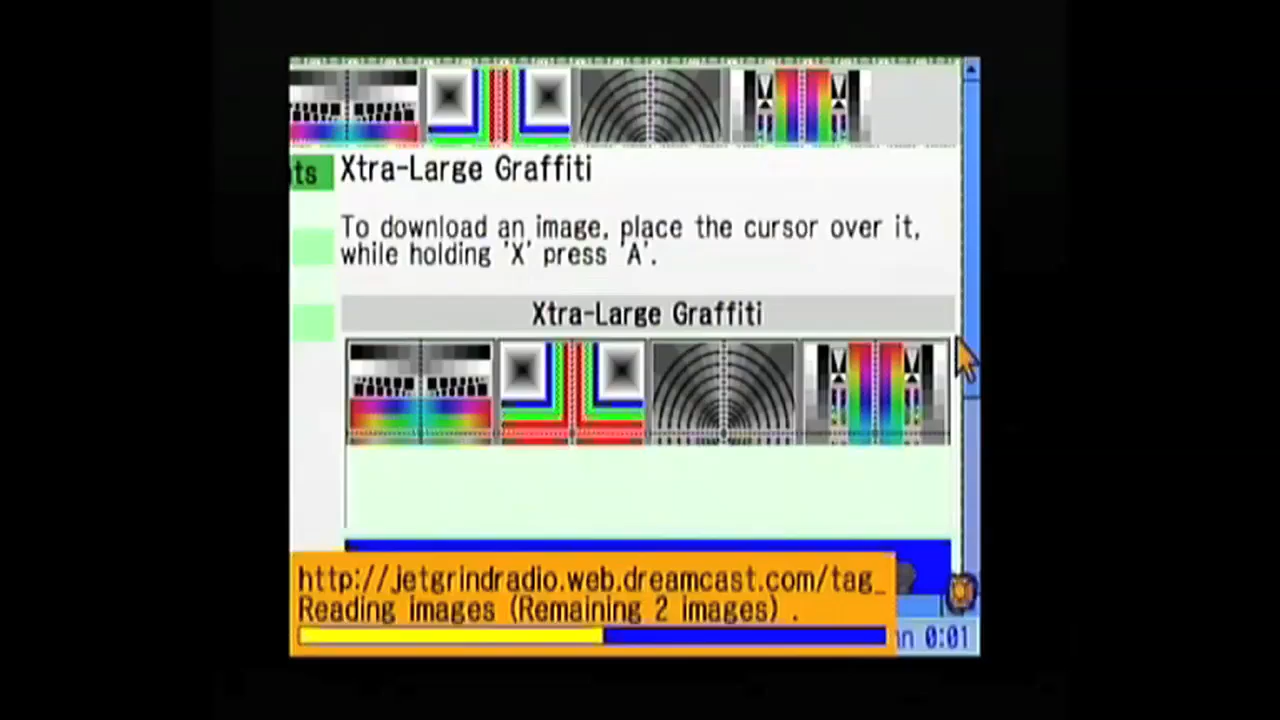 ts
Xtra-Large Graffiti
To download an image, place the cursor over it,
while holding 'X' press 'A'.
Xtra-Large Graffiti
http://jetgrindradio.web.dreamcast.com/tag_
Reading images (Remaining 2 images) .
0:01